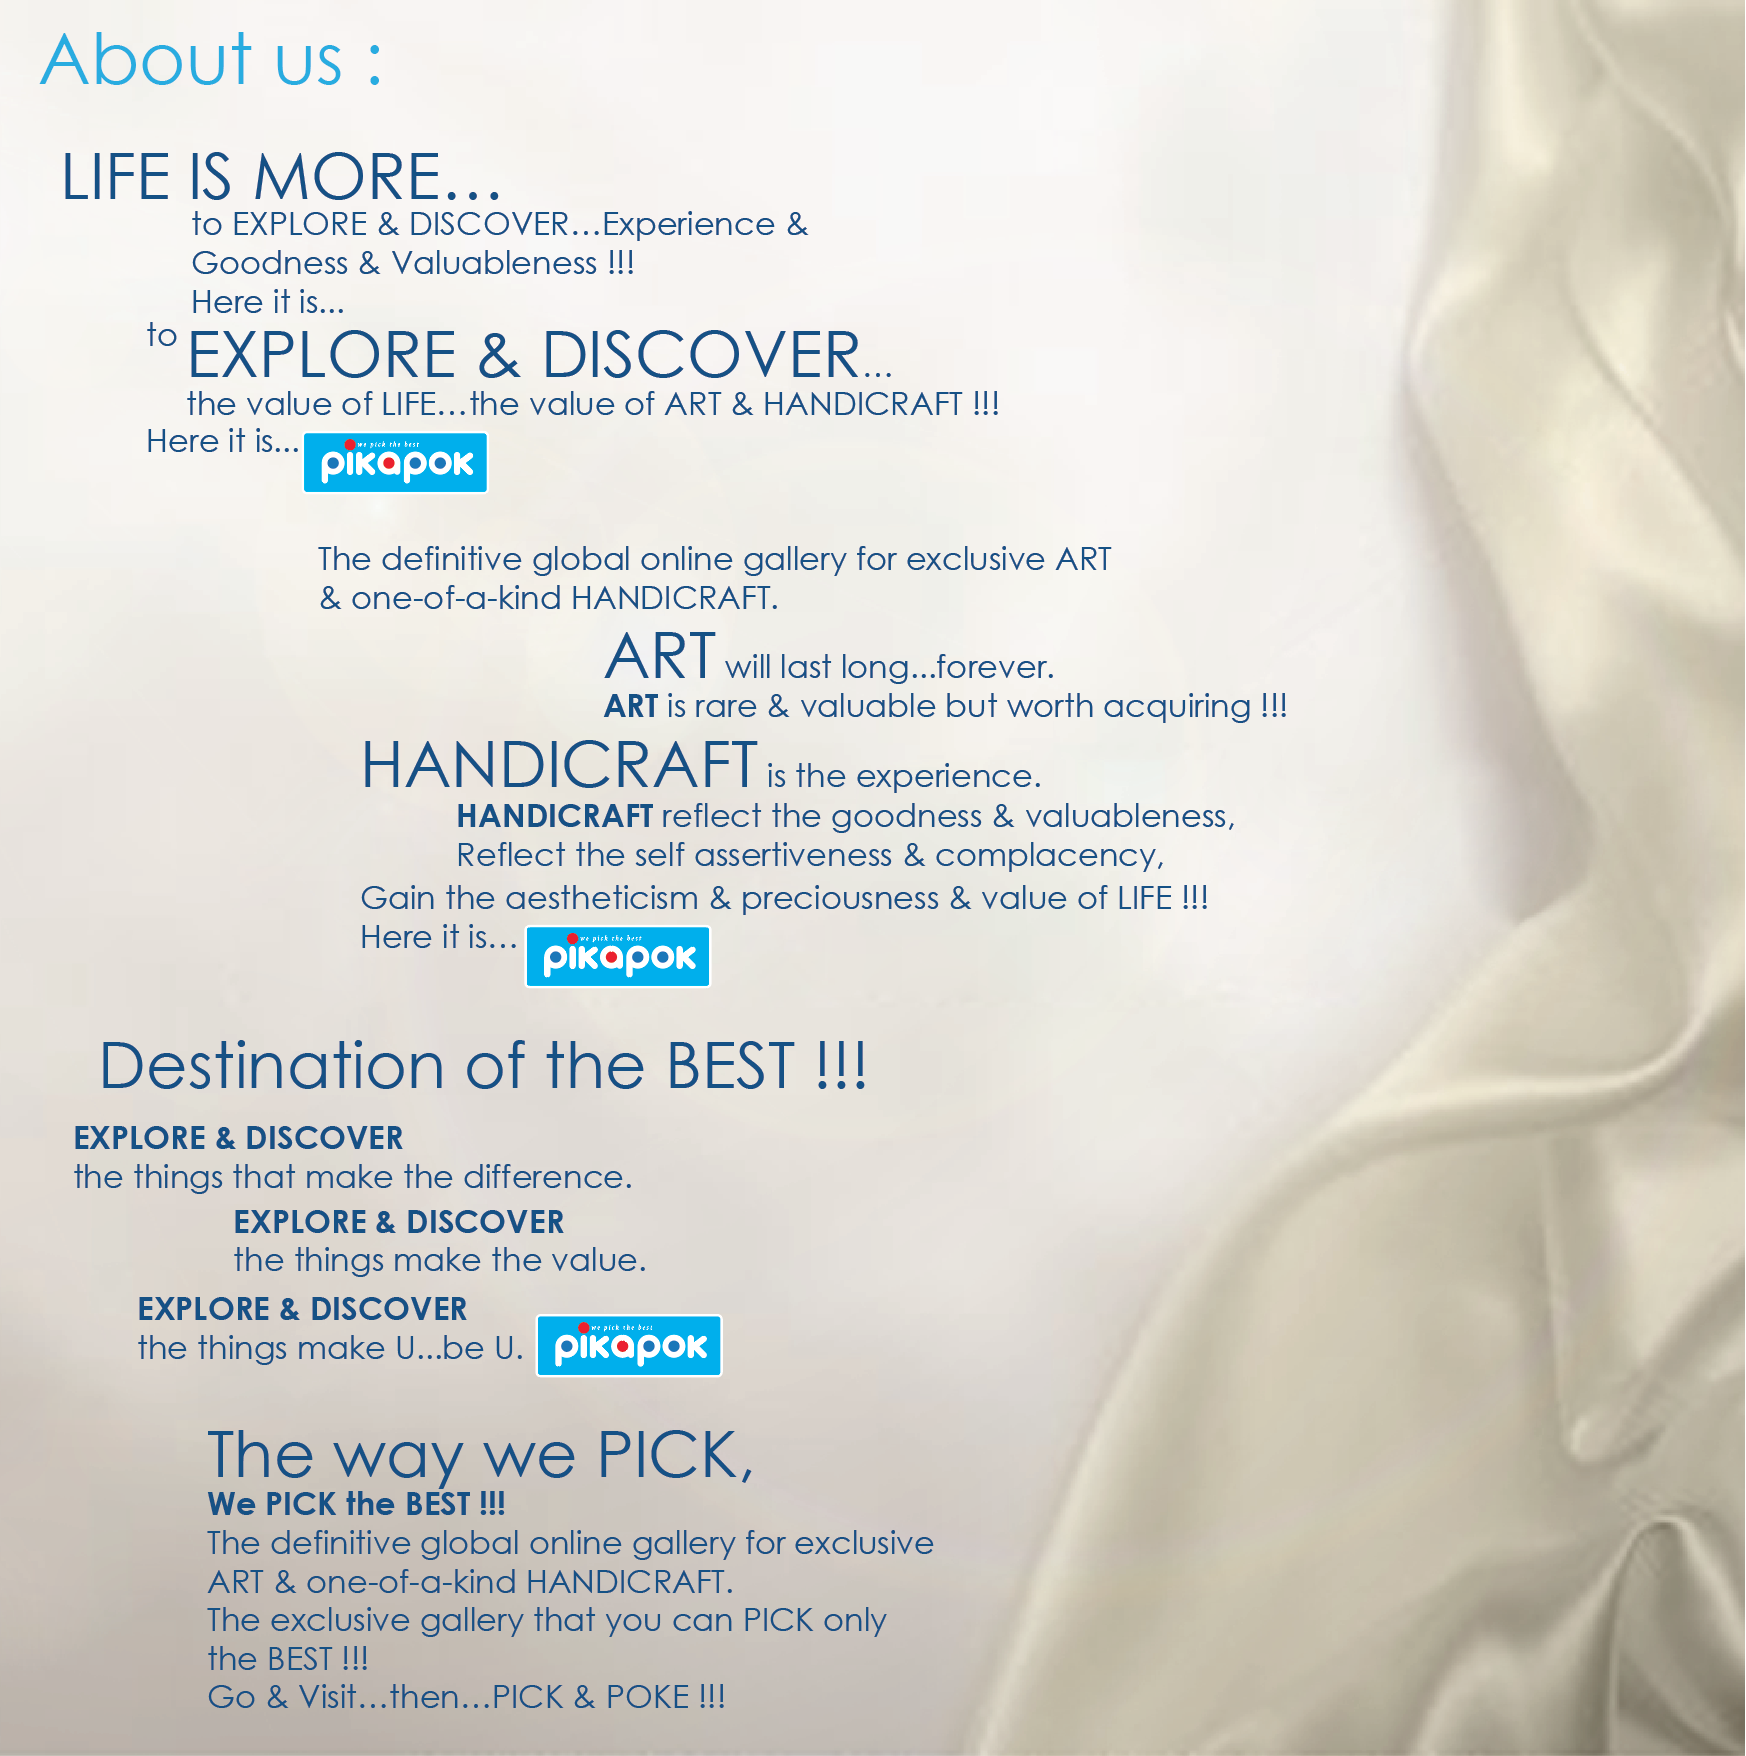 About us :
LIFE IS MORE…
to EXPLORE & DISCOVER…Experience &
Goodness & Valuableness !!!
Here it is...
to EXPLORE & DISCOVER...
the value of LIFE…the value of ART & HANDICRAFT !!!
Here it is...
we pick the best
pikapok
The definitive global online gallery for exclusive ART
& one-of-a-kind HANDICRAFT.
ART will last long...forever.
ART is rare & valuable but worth acquiring !!!
HANDICRAFT is the experience.
HANDICRAFT reflect the goodness & valuableness,
Reflect the self assertiveness & complacency,
Gain the aestheticism & preciousness & value of LIFE !!!
Here it is…
we pick the best
pikapok
Destination of the BEST !!!
EXPLORE & DISCOVER
the things that make the difference.
EXPLORE & DISCOVER
the things make the value.
EXPLORE & DISCOVER
the things make U...be U.
we pick the best
pikapok
The way we PICK,
We PICK the BEST !!!
The definitive global online gallery for exclusive
ART & one-of-a-kind HANDICRAFT.
The exclusive gallery that you can PICK only
the BEST !!!
Go & Visit…then…PICK & POKE !!!